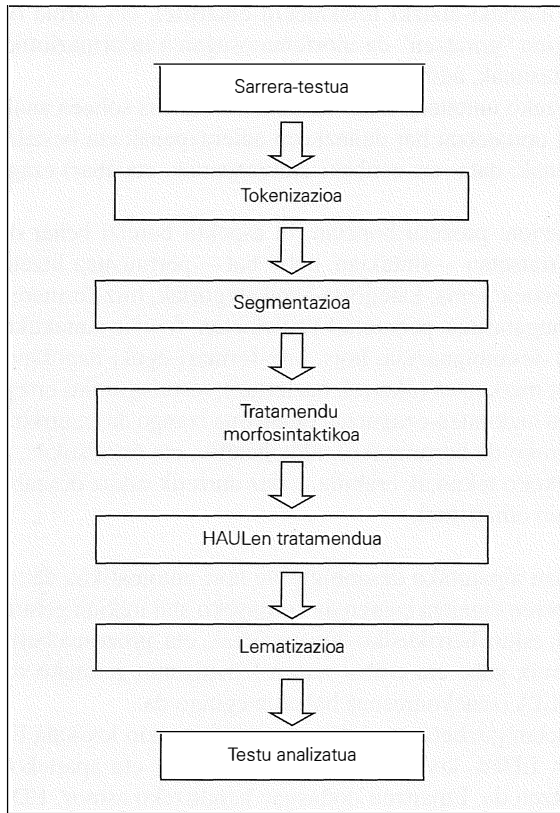 Sarrera-testua
Tokenizazioa
Segmentazioa
Tratamendu
morfosintaktikoa
HAULen tratamendua
Lematizazioa
Testu analizatua